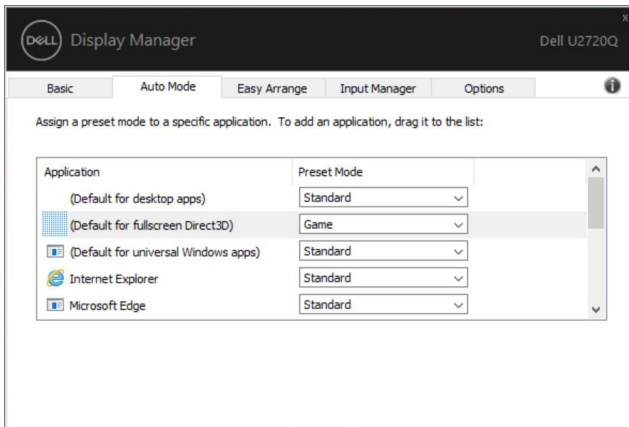 DELL
Display Manager
Dell U2720Q
x
Basic Auto Mode Easy Arrange Input Manager Options
Assign a preset mode to a specific application. To add an application, drag it to the list:
Application Preset Mode
(Default for desktop apps) Standard
(Default for fullscreen Direct3D) Game
(Default for universal Windows apps) Standard
Internet Explorer Standard
Microsoft Edge Standard